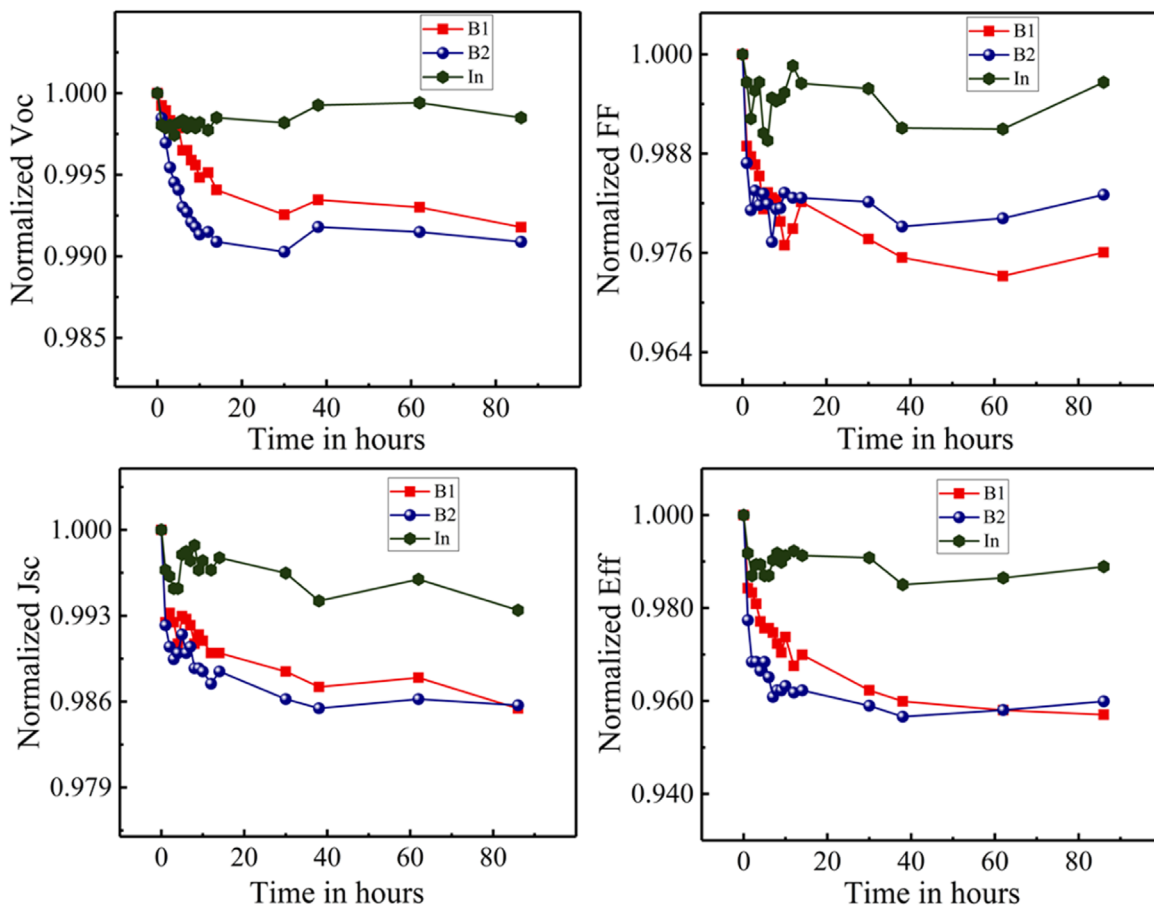 Normalized Voc
1.000
0.995
0.990
0.985
0 20 40 60 80
Time in hours
B1
B2
In
Normalized FF
1.000
0.988
0.976
0.964
0 20 40 60 80
Time in hours
B1
B2
In
Normalized Jsc
1.000
0.993
0.986
0.979
0 20 40 60 80
Time in hours
B1
B2
In
Normalized Eff
1.000
0.980
0.960
0.940
0 20 40 60 80
Time in hours
B1
B2
In